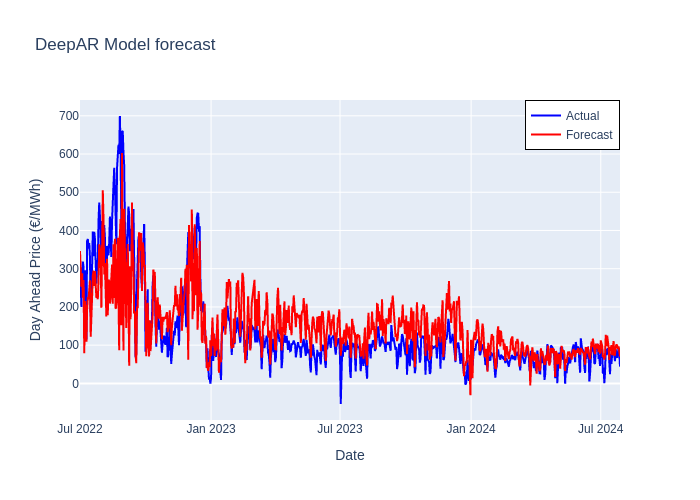 DeepAR Model forecast
Actual
Forecast
Day Ahead Price (€/MWh)
700
600
500
400
300
200
100
0
Jul 2022
Jan 2023
Jul 2023
Jan 2024
Jul 2024
Date